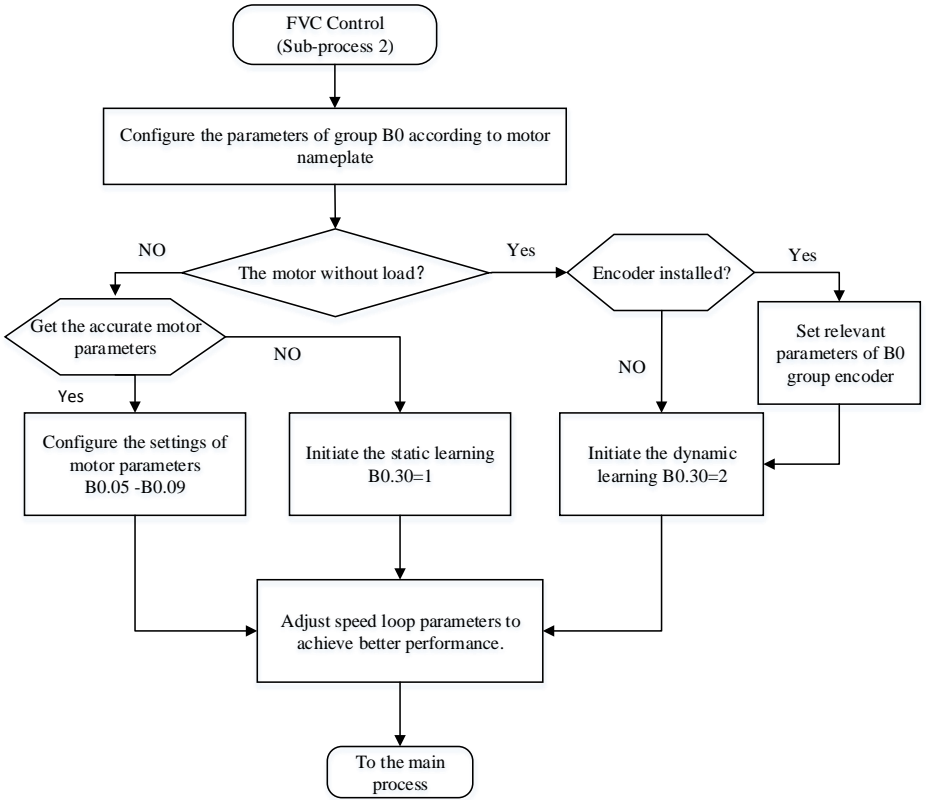 FVC Control
(Sub-process 2)
Configure the parameters of group B0 according to motor
nameplate
NO
The motor without load?
Yes
Encoder installed?
Yes
Get the accurate motor
parameters
NO
Yes
Set relevant
parameters of B0
group encoder
NO
Configure the settings of
motor parameters
B0.05 -B0.09
Initiate the static learning
B0.30=1
Initiate the dynamic
learning B0.30=2
Adjust speed loop parameters to
achieve better performance.
To the main
process